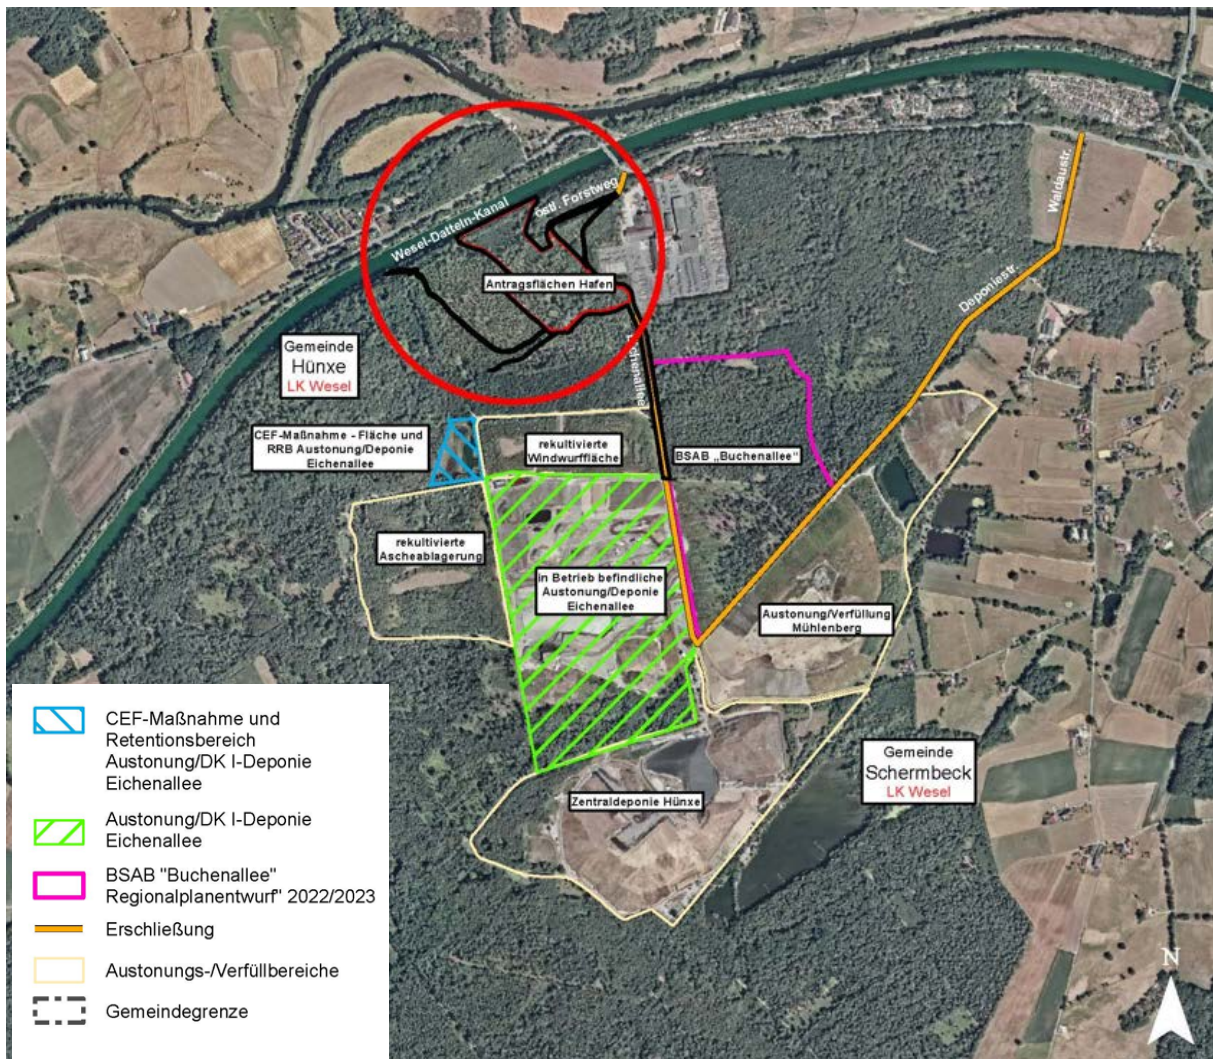 Waldaustr.
östl. Forstweg
Wesel-Datteln-Kanal
Deponiestr.
Antragsflächen Hafen
Gemeinde
Hünxe
LK Wesel
CEF-Maßnahme - Fläche und
RRB Austonung/Deponie
Eichenallee
rekultivierte
Windwurffläche
BSAB „Buchenallee“
rekultivierte
Ascheablagerung
in Betrieb befindliche
Austonung/Deponie
Eichenallee
Austonung/Verfüllung
Mühlenberg
Gemeinde
Schermbeck
LK Wesel
Zentraldeponie Hünxe
CEF-Maßnahme und
Retentionsbereich
Austonung/DK I-Deponie
Eichenallee
Austonung/DK I-Deponie
Eichenallee
BSAB "Buchenallee"
Regionalplanentwurf" 2022/2023
Erschließung
Austonungs-/Verfüllbereiche
Gemeindegrenze
N